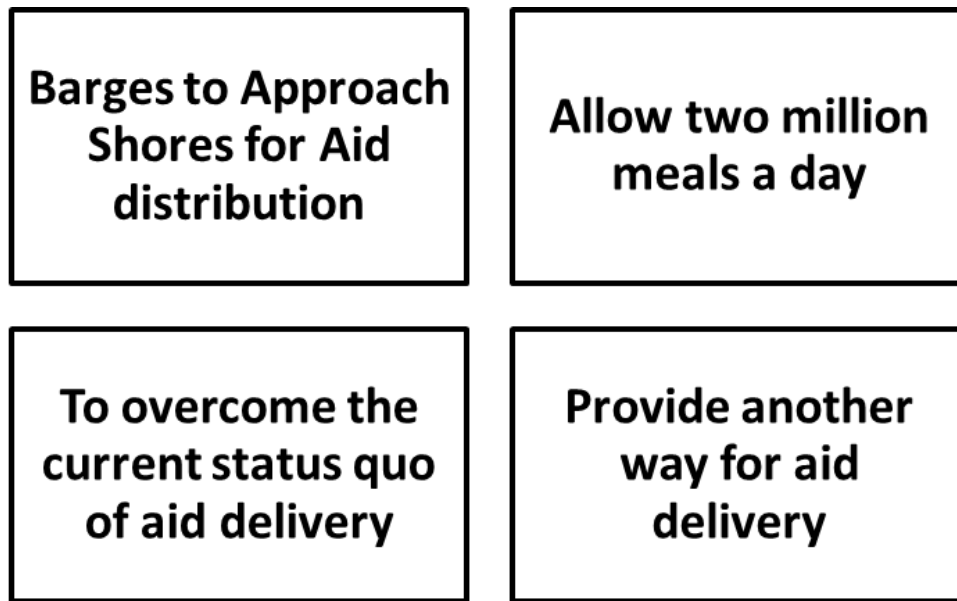 Barges to Approach
Shores for Aid
distribution
Allow two million
meals a day
To overcome the
current status quo
of aid delivery
Provide another
way for aid
delivery